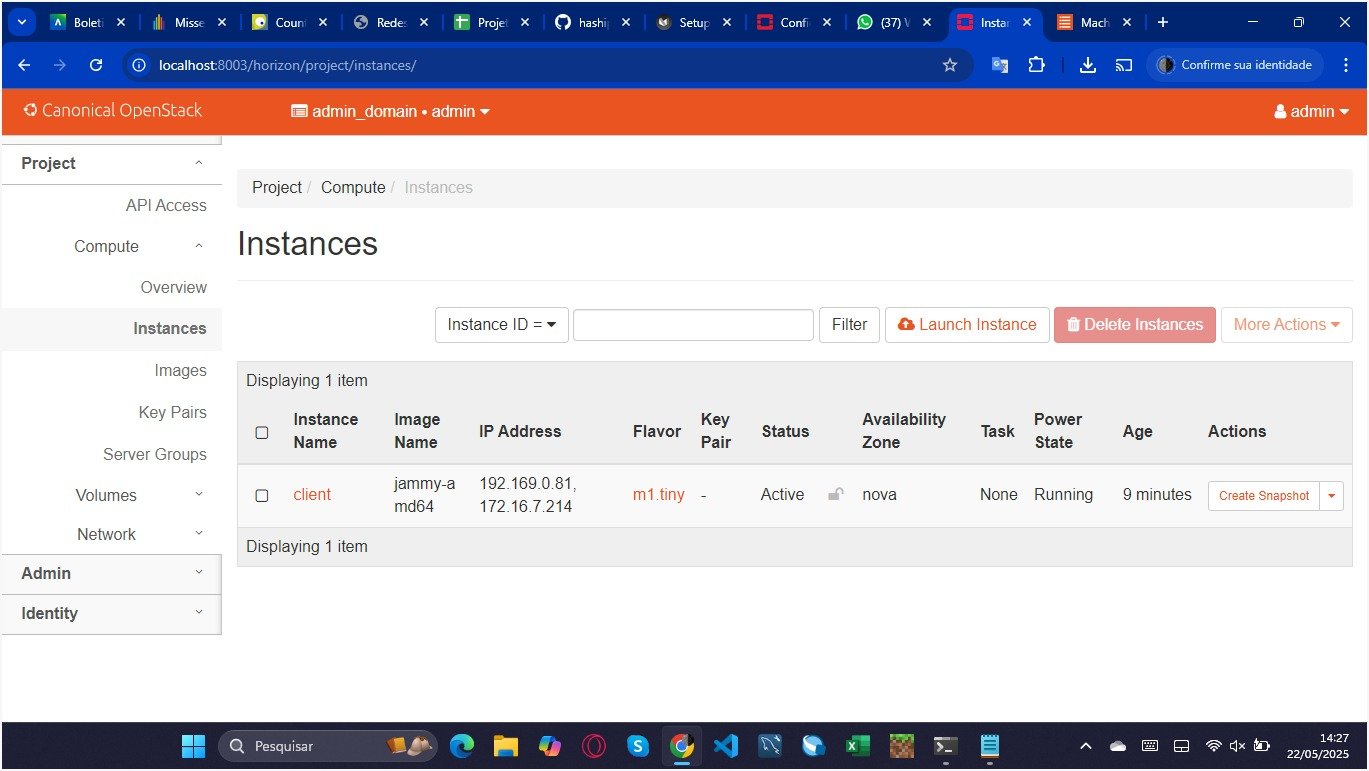 Boleti
Misse
Count
Redes
Projet
haship
Setup
Confi
(37) V
Instar
Mach
localhost:8003/horizon/project/instances/
Confirme sua identidade
Canonical OpenStack
admin_domain • admin
admin
Project
API Access
Compute
Overview
Instances
Images
Key Pairs
Server Groups
Volumes
Network
Admin
Identity
Project / Compute / Instances
Instances
Instance ID =
Filter
Launch Instance
Delete Instances
More Actions
Displaying 1 item
Instance Name
Image Name
IP Address
Flavor
Key Pair
Status
Availability Zone
Task
Power State
Age
Actions
client
jammy-a
md64
192.169.0.81,
172.16.7.214
m1.tiny
-
Active
nova
None
Running
9 minutes
Create Snapshot
Displaying 1 item
Pesquisar
14:27
22/05/2025